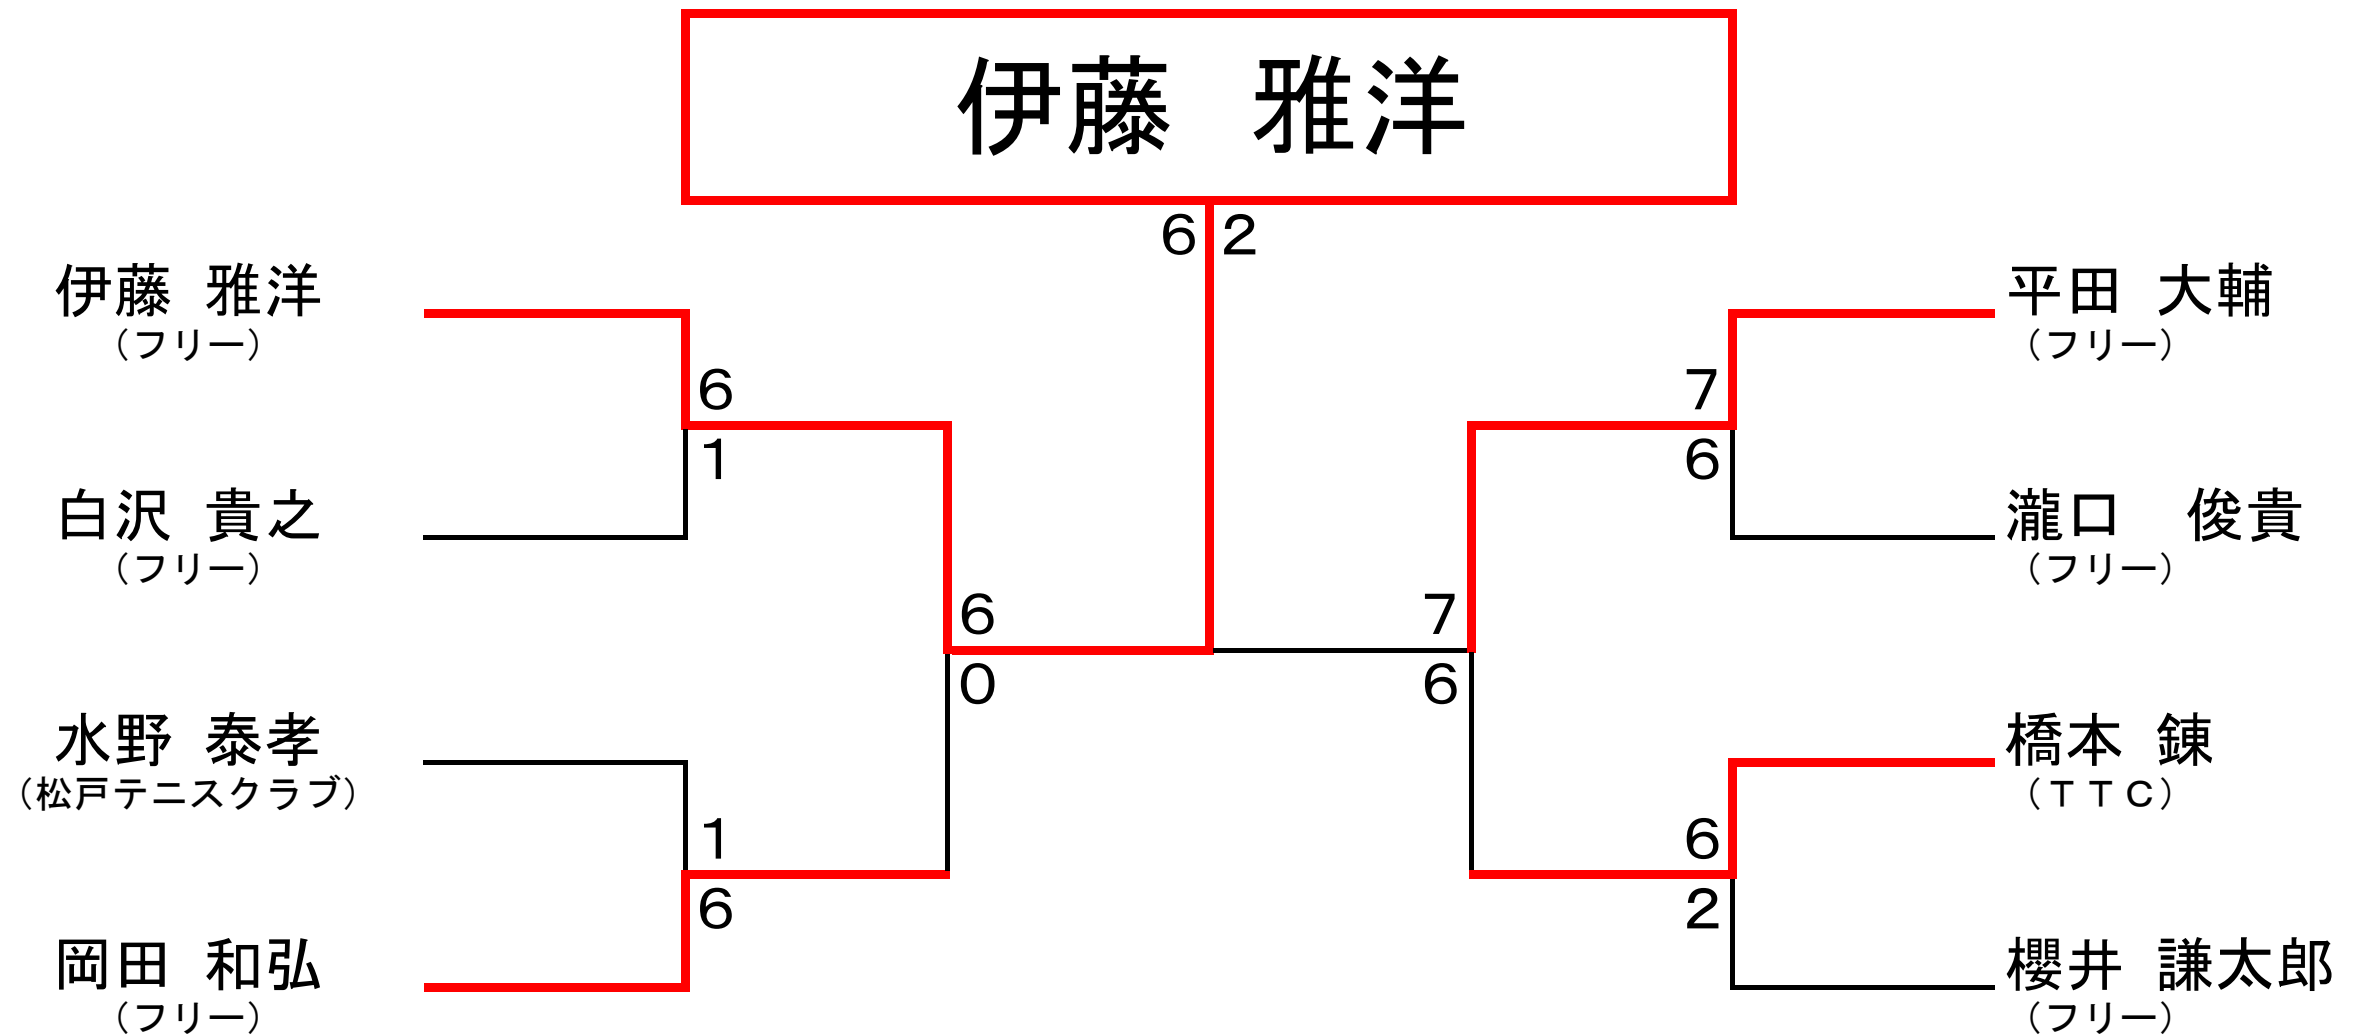 伊藤　雅洋
6 2
伊藤 雅洋
（フリー）
6
1
白沢 貴之
（フリー）
6
0
水野 泰孝
（松戸テニスクラブ）
1
6
岡田 和弘
（フリー）
平田 大輔
（フリー）
7
6
瀧口　俊貴
（フリー）
7
6
橋本 錬
（ＴＴＣ）
6
2
櫻井 謙太郎
（フリー）